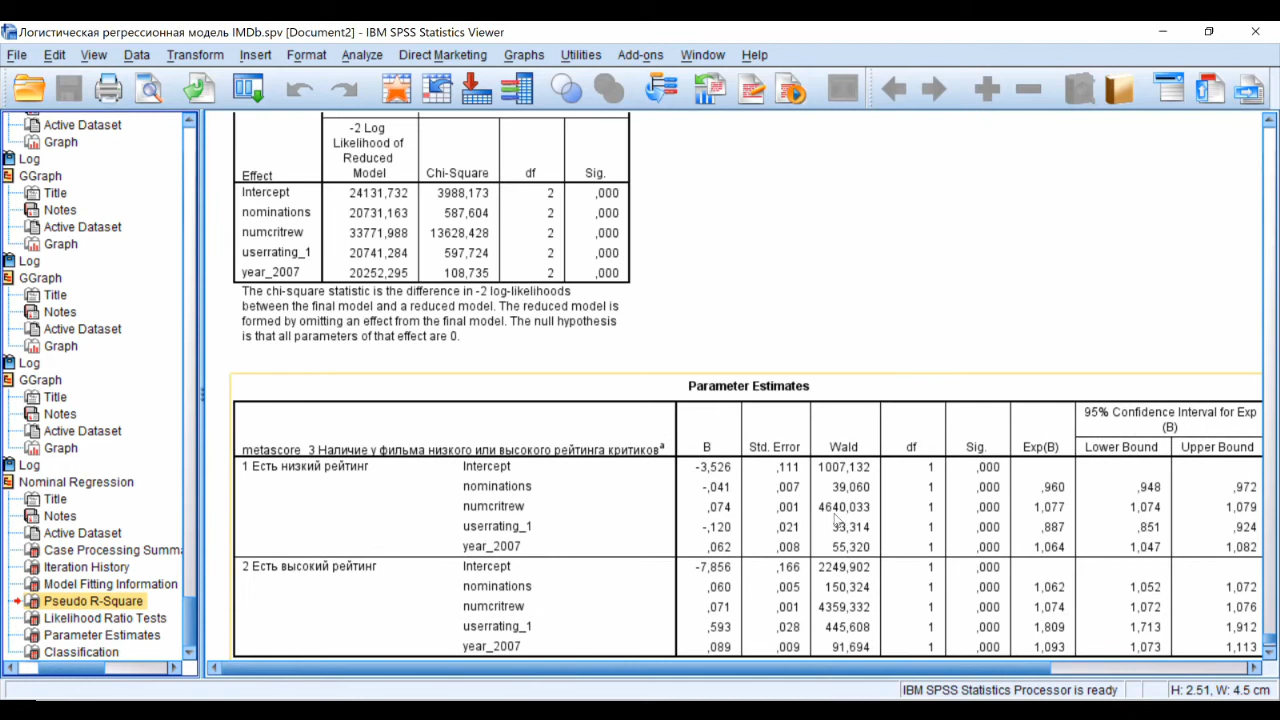 Логистическая регрессионная модель IMDb.spv [Document2] - IBM SPSS Statistics Viewer
File Edit View Data Transform Insert Format Analyze Direct Marketing Graphs Utilities Add-ons Window Help
Active Dataset
Graph
Log
GGraph
Title
Notes
Active Dataset
Graph
Log
GGraph
Title
Notes
Active Dataset
Graph
Log
GGraph
Title
Notes
Active Dataset
Graph
Log
Nominal Regression
Title
Notes
Active Dataset
Case Processing Summa
Iteration History
Model Fitting Information
Pseudo R-Square
Likelihood Ratio Tests
Parameter Estimates
Classification
-2 Log
Likelihood of
Reduced
Effect Model Chi-Square df Sig.
Intercept 24131,732 3988,173 2 ,000
nominations 20731,163 587,604 2 ,000
numcritrew 33771,988 13628,428 2 ,000
userrating_1 20741,284 597,724 2 ,000
year_2007 20252,295 108,735 2 ,000
The chi-square statistic is the difference in -2 log-likelihoods
between the final model and a reduced model. The reduced model is
formed by omitting an effect from the final model. The null hypothesis
is that all parameters of that effect are 0.
Parameter Estimates
95% Confidence Interval for Exp
(B)
metascore_3 Наличие у фильма низкого или высокого рейтинга критиков a B Std. Error Wald df Sig. Exp(B) Lower Bound Upper Bound
1 Есть низкий рейтинг Intercept -3,526 ,111 1007,132 1 ,000
nominations -,041 ,007 39,060 1 ,000 ,960 ,948 ,972
numcritrew ,074 ,001 4640,033 1 ,000 1,077 1,074 1,079
userrating_1 -,120 ,021 33,314 1 ,000 ,887 ,851 ,924
year_2007 ,062 ,008 55,320 1 ,000 1,064 1,047 1,082
2 Есть высокий рейтинг Intercept -7,856 ,166 2249,902 1 ,000
nominations ,060 ,005 150,324 1 ,000 1,062 1,052 1,072
numcritrew ,071 ,001 4359,332 1 ,000 1,074 1,072 1,076
userrating_1 ,593 ,028 445,608 1 ,000 1,809 1,713 1,912
year_2007 ,089 ,009 91,694 1 ,000 1,093 1,073 1,113
IBM SPSS Statistics Processor is ready H: 2.51, W: 4.5 cm